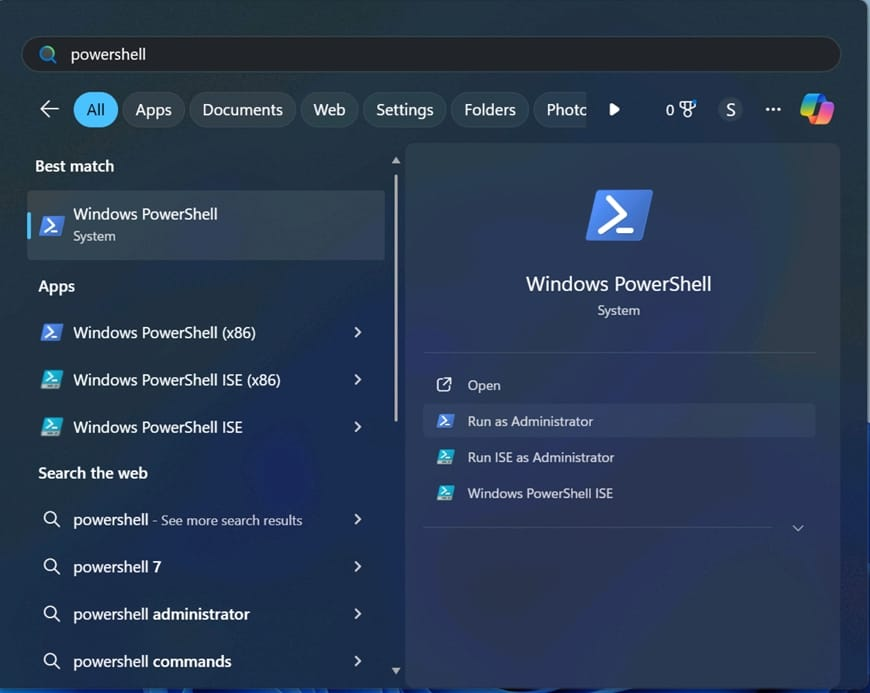 powershell
All Apps Documents Web Settings Folders Photo 0 S ...
Best match
Windows PowerShell
System
Apps
Windows PowerShell (x86)
Windows PowerShell ISE (x86)
Windows PowerShell ISE
Search the web
powershell - See more search results
powershell 7
powershell administrator
powershell commands
Windows PowerShell
System
Open
Run as Administrator
Run ISE as Administrator
Windows PowerShell ISE